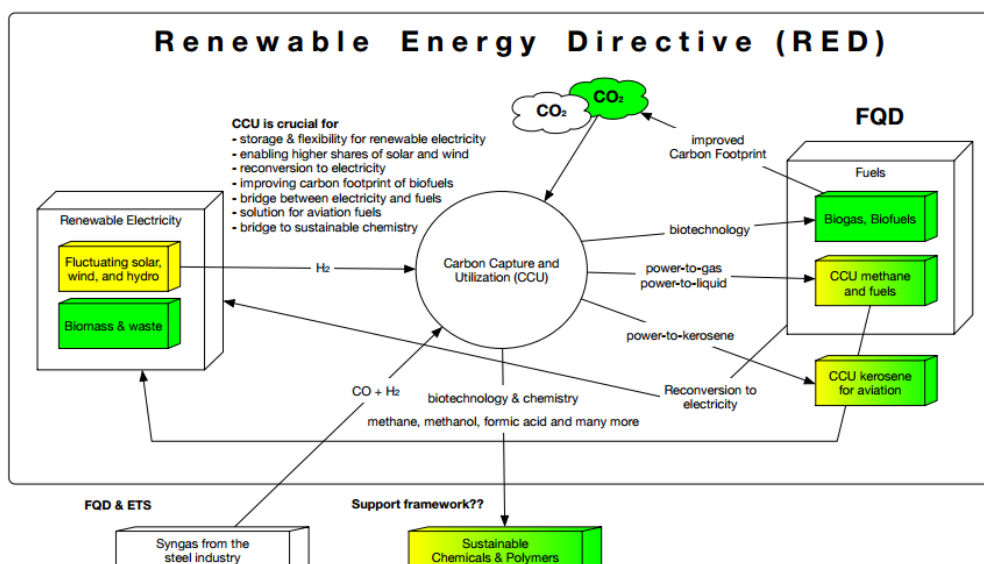 Renewable Energy Directive (RED)
CO₂
CO₂
CCU is crucial for
- storage & flexibility for renewable electricity
- enabling higher shares of solar and wind
- reconversion to electricity
- improving carbon footprint of biofuels
- bridge between electricity and fuels
- solution for aviation fuels
- bridge to sustainable chemistry
FQD
improved
Carbon Footprint
Fuels
Biogas, Biofuels
CCU methane
and fuels
CCU kerosene
for aviation
Renewable Electricity
Fluctuating solar,
wind, and hydro
Biomass & waste
H₂
Carbon Capture and
Utilization (CCU)
biotechnology
power-to-gas
power-to-liquid
power-to-kerosene
Reconversion to
electricity
CO + H₂
biotechnology & chemistry
methane, methanol, formic acid and many more
FQD & ETS
Support framework??
Syngas from the
steel industry
Sustainable
Chemicals & Polymers